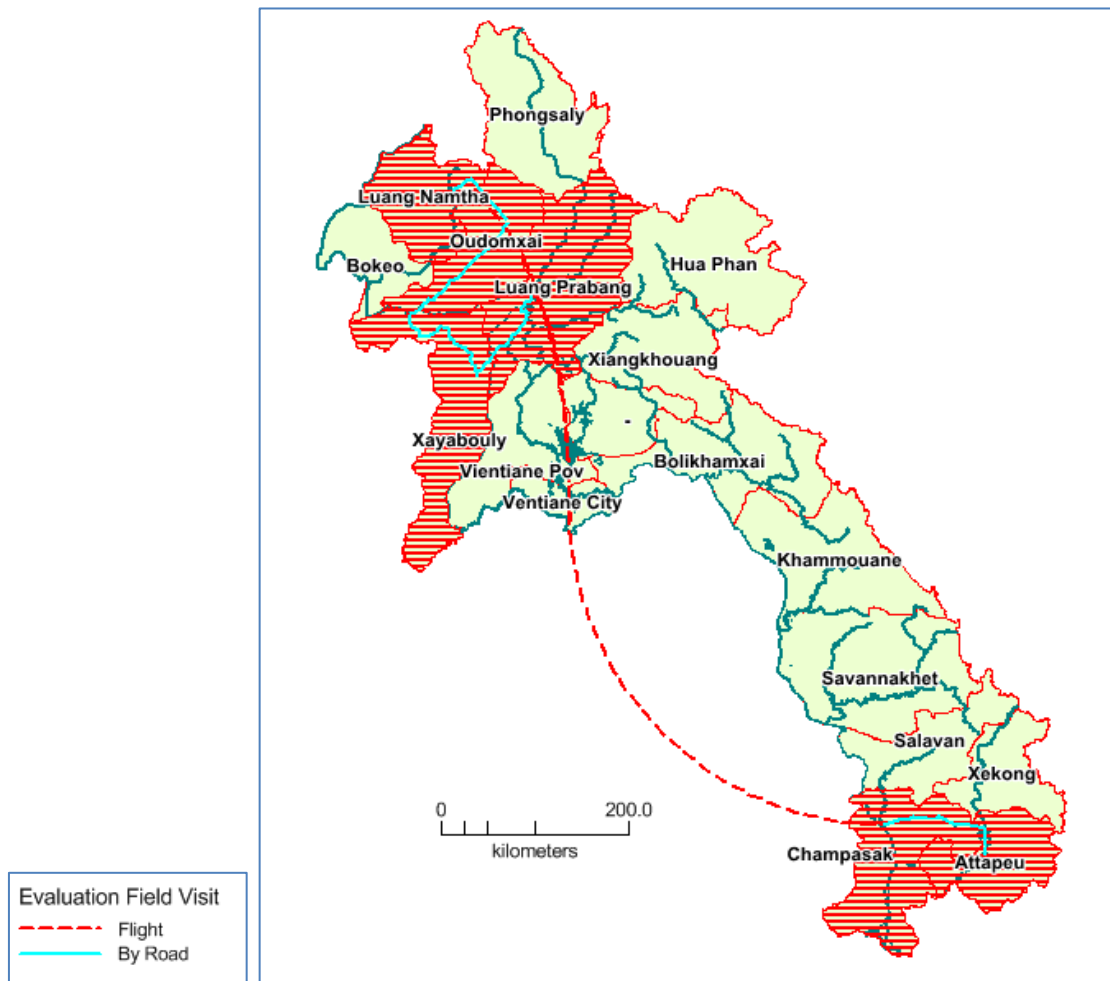 Phongsaly
Luang Namtha
Oudomxai
Hua Phan
Bokeo
Luang Prabang
Xiangkhouang
Xayabouly
Bolikhamxai
Vientiane Pov
Ventiane City
Khammouane
Savannakhet
Salavan
Xekong
0 200.0
kilometers
Champasak
Attapeu
Evaluation Field Visit
Flight
By Road